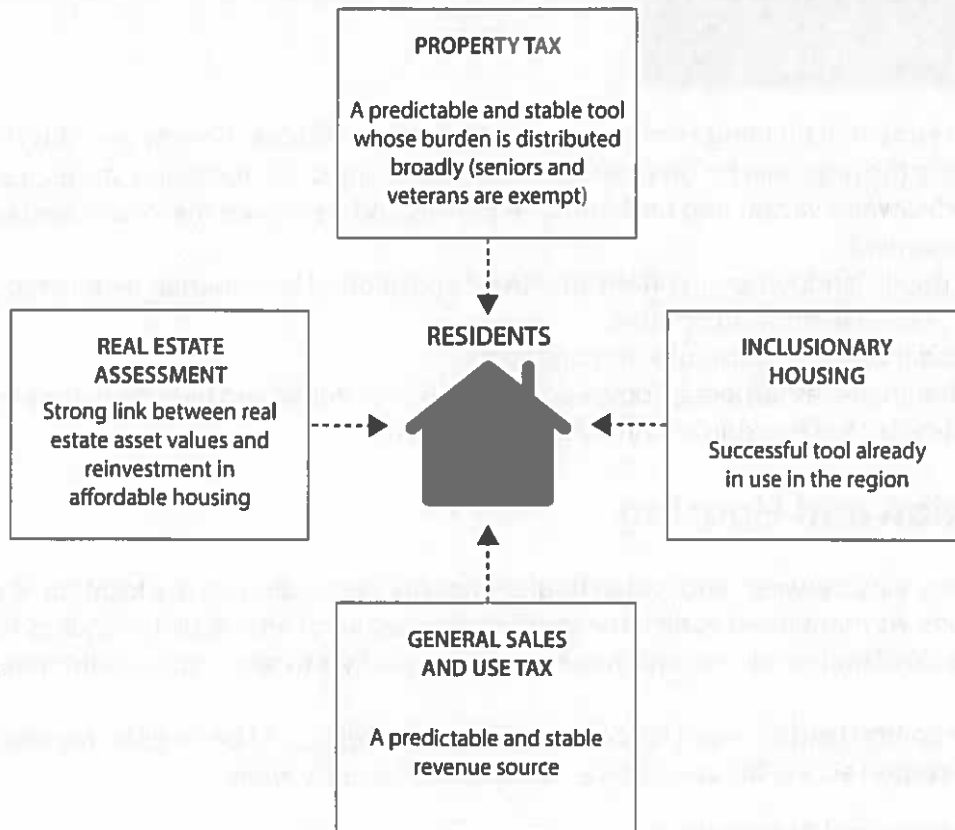 PROPERTY TAX
A predictable and stable tool
whose burden is distributed
broadly (seniors and
veterans are exempt)
REAL ESTATE
ASSESSMENT
Strong link between real
estate asset values and
reinvestment in
affordable housing
RESIDENTS
INCLUSIONARY
HOUSING
Successful tool already
in use in the region
GENERAL SALES
AND USE TAX
A predictable and stable
revenue source